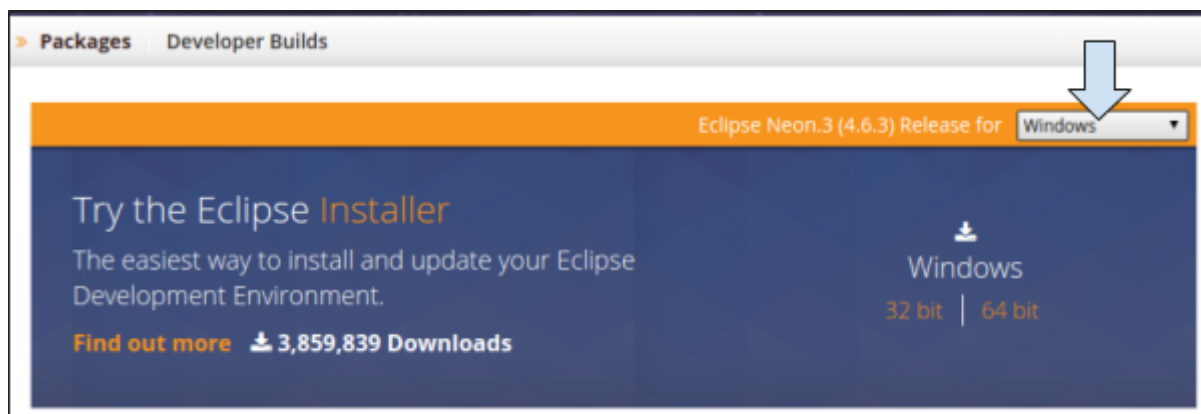 » Packages Developer Builds
Eclipse Neon.3 (4.6.3) Release for Windows
Try the Eclipse Installer
The easiest way to install and update your Eclipse
Development Environment.
Find out more 3,859,839 Downloads
Windows
32 bit | 64 bit